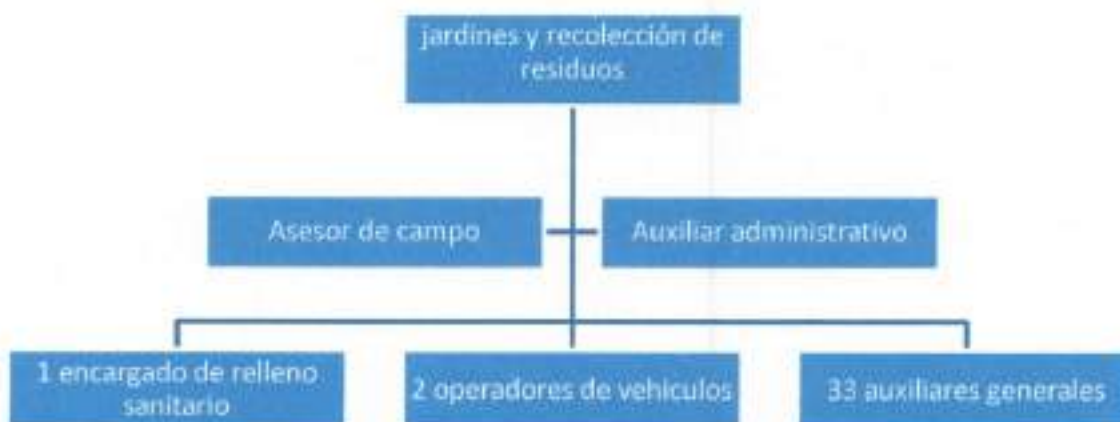 jardines y recolección de
residuos
Asesor de campo
Auxiliar administrativo
1 encargado de relleno
sanitario
2 operadores de vehículos
33 auxiliares generales